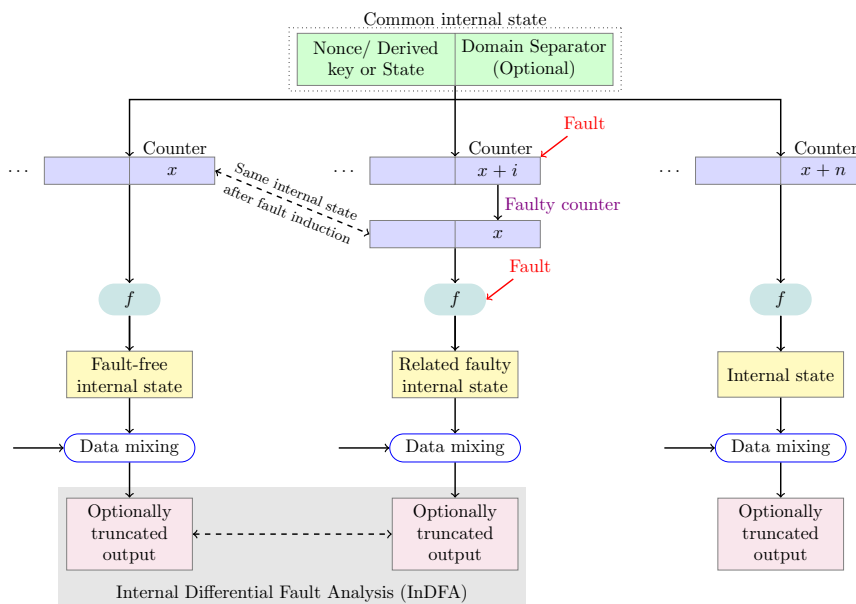 Common internal state
Nonce/ Derived
key or State
Domain Separator
(Optional)
Fault
Counter
Counter
Counter
...
x
...
x + i
...
x + n
Same internal state
after fault induction
Faulty counter
x
Fault
f
f
f
Fault-free
internal state
Related faulty
internal state
Internal state
Data mixing
Data mixing
Data mixing
Optionally
truncated
output
Optionally
truncated
output
Optionally
truncated
output
Internal Differential Fault Analysis (InDFA)